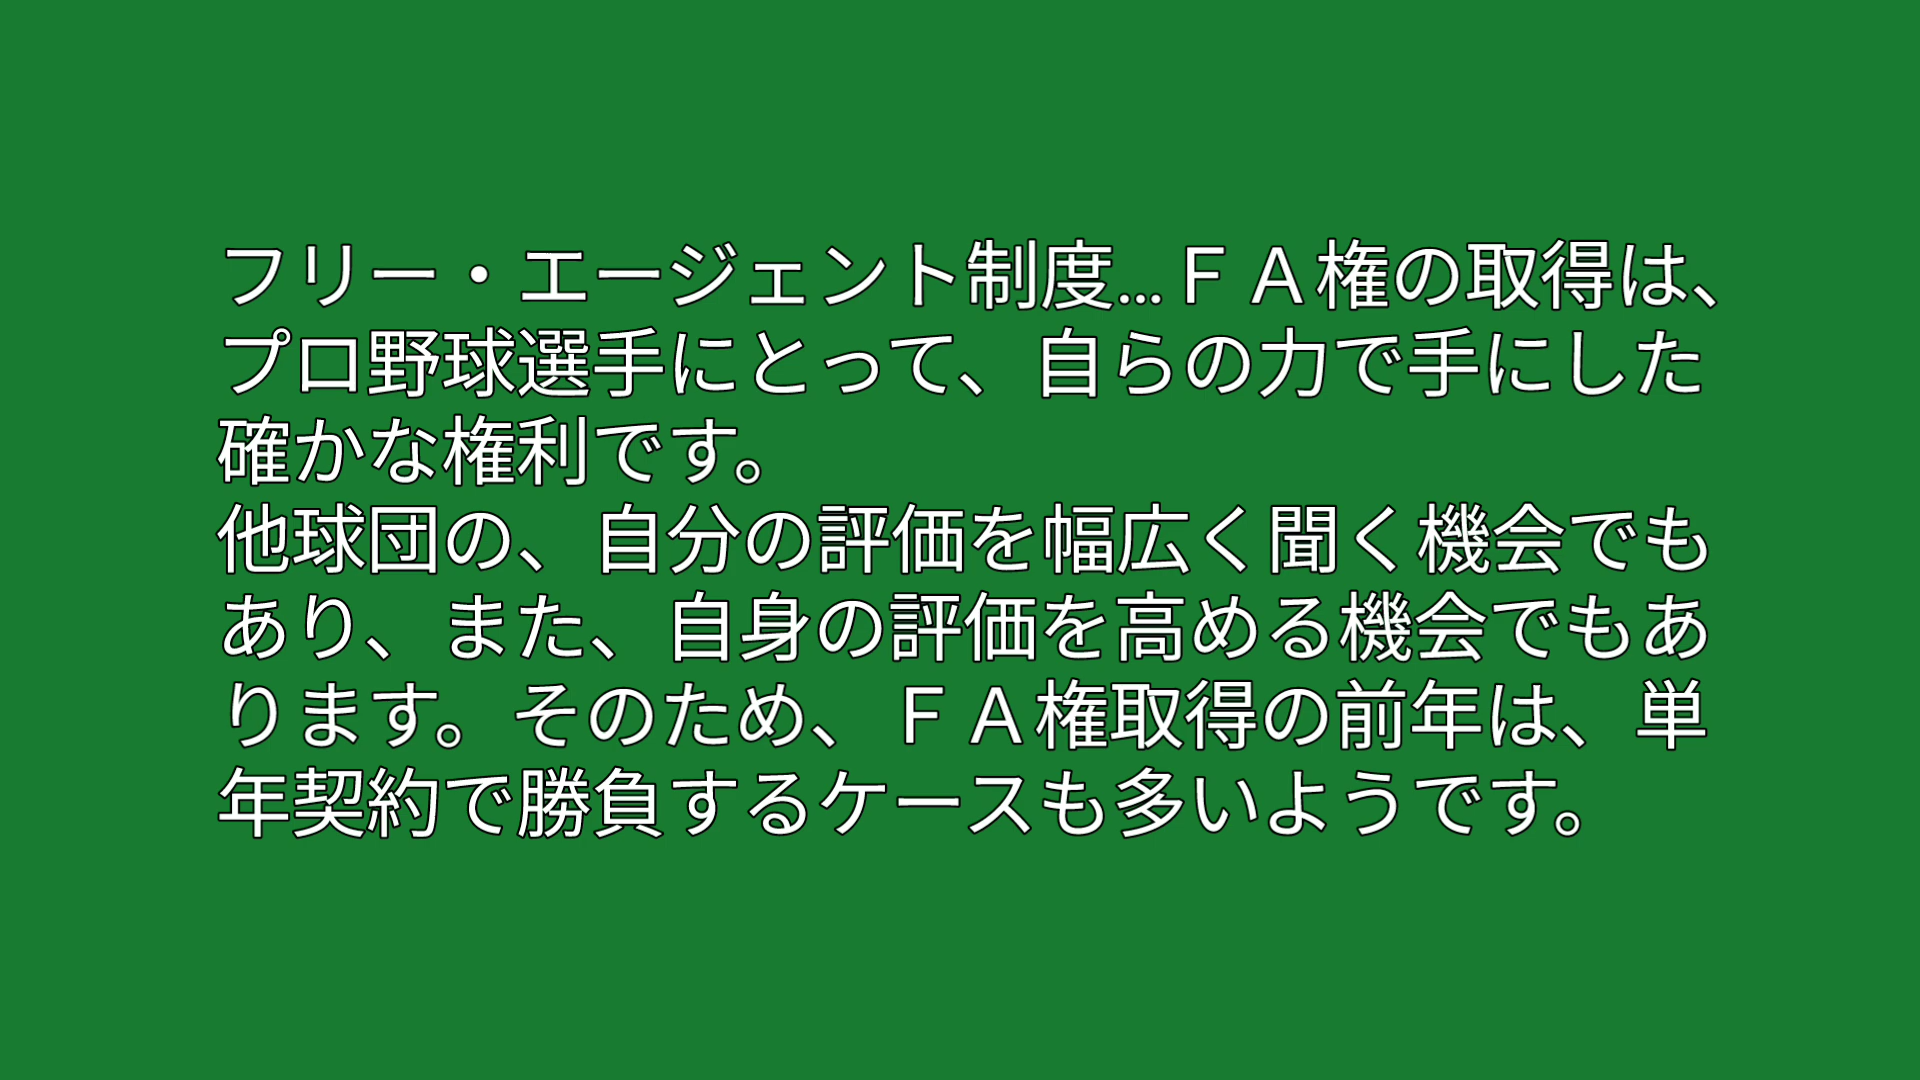 フリー・エージェント制度...ＦＡ権の取得は、
プロ野球選手にとって、自らの力で手にした
確かな権利です。
他球団の、自分の評価を幅広く聞く機会でも
あり、また、自身の評価を高める機会でもあ
ります。そのため、ＦＡ権取得の前年は、単
年契約で勝負するケースも多いようです。